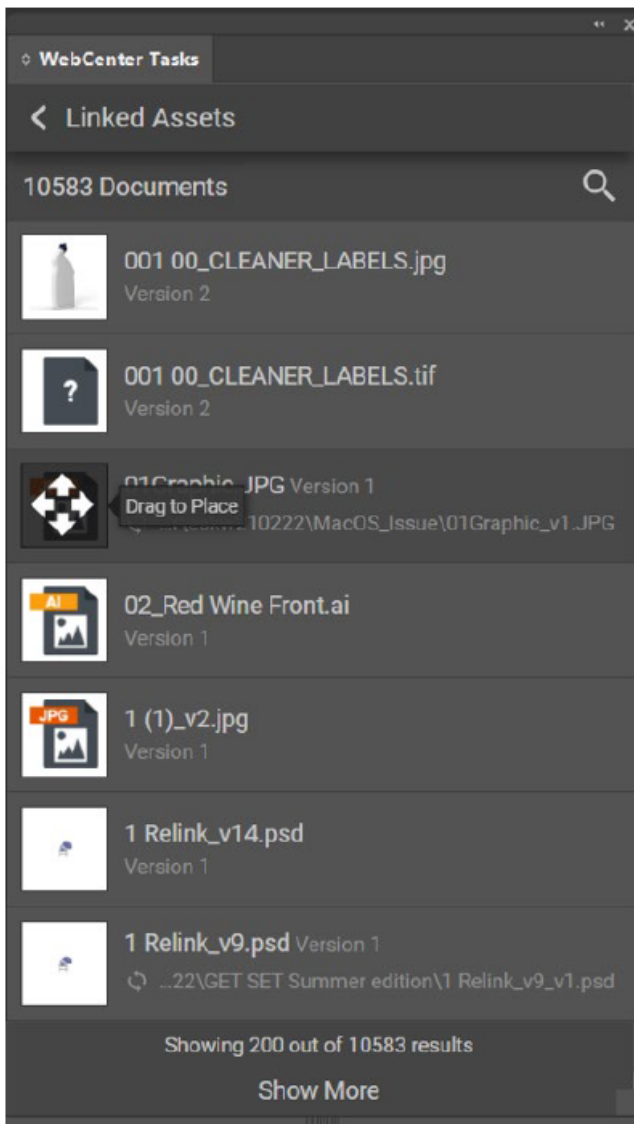 WebCenter Tasks
Linked Assets
10583 Documents
001 00_CLEANER_LABELS.jpg
Version 2
?
001 00_CLEANER_LABELS.tif
Version 2
01Graphic.JPG Version 1
Drag to Place
10222\MacOS_Issue\01Graphic_v1.JPG
AI
02_Red Wine Front.ai
Version 1
JPG
1 (1)_v2.jpg
Version 1
1 Relink_v14.psd
Version 1
1 Relink_v9.psd Version 1
...22\GET SET Summer edition\1 Relink_v9_v1.psd
Showing 200 out of 10583 results
Show More